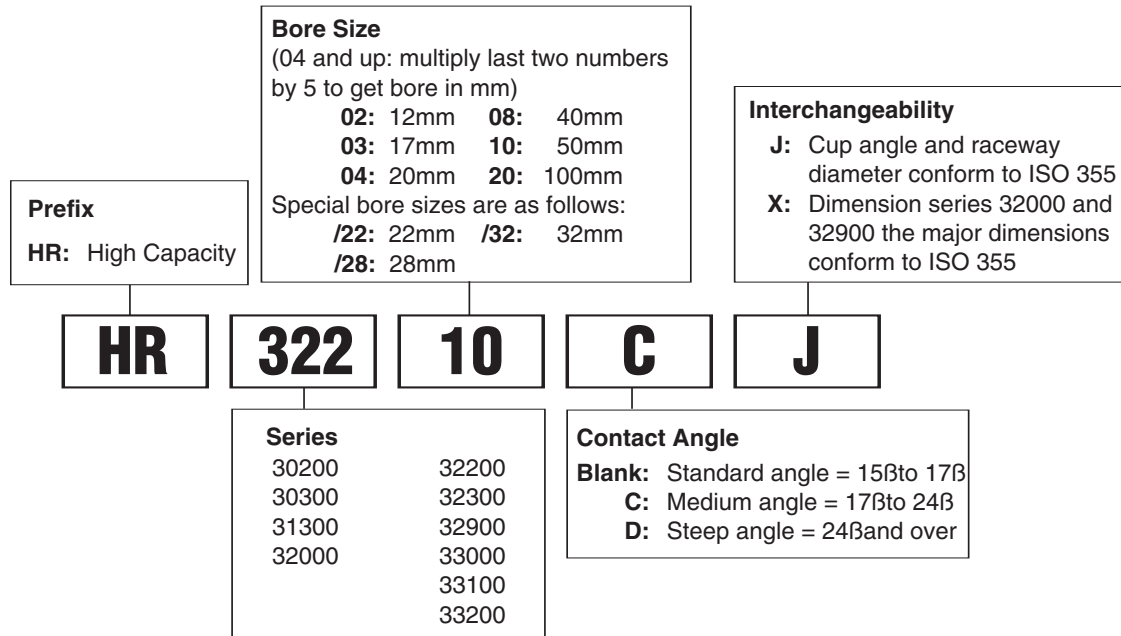 Bore Size
(04 and up: multiply last two numbers
by 5 to get bore in mm)
02: 12mm 08: 40mm
03: 17mm 10: 50mm
04: 20mm 20: 100mm
Special bore sizes are as follows:
/22: 22mm /32: 32mm
/28: 28mm
Interchangeability
J: Cup angle and raceway
diameter conform to ISO 355
X: Dimension series 32000 and
32900 the major dimensions
conform to ISO 355
Prefix
HR: High Capacity
HR 322 10 C J
Series
30200 32200
30300 32300
31300 32900
32000 33000
33100
33200
Contact Angle
Blank: Standard angle = 15ßto 17ß
C: Medium angle = 17ßto 24ß
D: Steep angle = 24ßand over